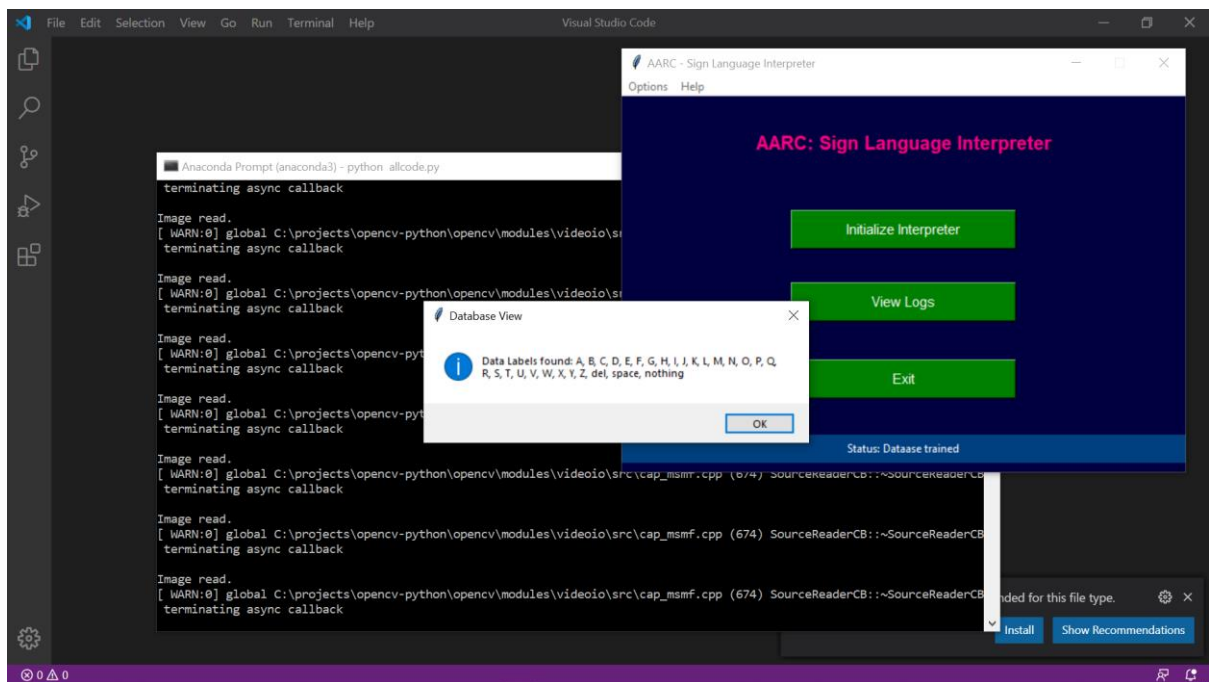 File Edit Selection View Go Run Terminal Help
Visual Studio Code
AARC - Sign Language Interpreter
Options Help
AARC: Sign Language Interpreter
Initialize Interpreter
View Logs
Exit
Status: Dataase trained
Anaconda Prompt (anaconda3) - python allcode.py
terminating async callback
Image read.
[ WARN:0] global C:\projects\opencv-python\opencv\modules\videoio\sr
terminating async callback
Image read.
[ WARN:0] global C:\projects\opencv-python\opencv\modules\videoio\sr
terminating async callback
Image read.
[ WARN:0] global C:\projects\opencv-pyt
terminating async callback
Image read.
[ WARN:0] global C:\projects\opencv-pyt
terminating async callback
Database View
Data Labels found: A, B, C, D, E, F, G, H, I, J, K, L, M, N, O, P, Q,
R, S, T, U, V, W, X, Y, Z, del, space, nothing
OK
Image read.
[ WARN:0] global C:\projects\opencv-python\opencv\modules\videoio\src\cap_msmf.cpp (674) SourceReaderCB::~SourceReaderCB
terminating async callback
Image read.
[ WARN:0] global C:\projects\opencv-python\opencv\modules\videoio\src\cap_msmf.cpp (674) SourceReaderCB::~SourceReaderCB
terminating async callback
Image read.
[ WARN:0] global C:\projects\opencv-python\opencv\modules\videoio\src\cap_msmf.cpp (674) SourceReaderCB::~SourceReaderCB
terminating async callback
nded for this file type.
Install Show Recommendations
0 0